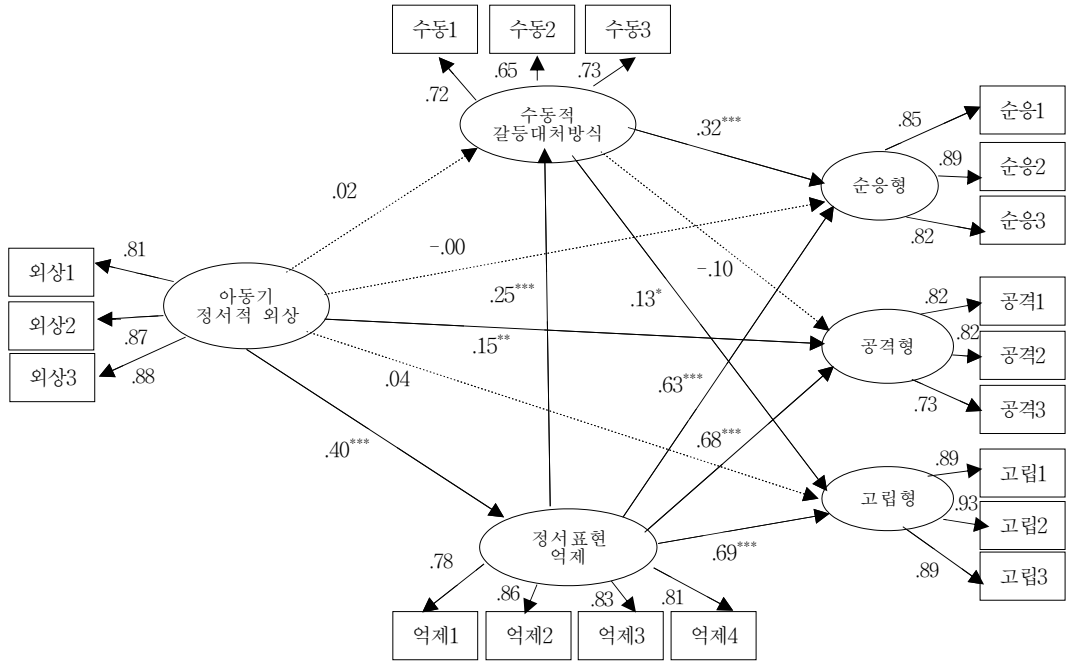 수동1 수동2 수동3
.72 .65 .73
수동적
갈등대처방식
.32***
.85
순응1
.89
순응2
순응형
.82
순응3
.02
-.00
-.10
.25***
.13*
.81
외상1
아동기
정서적 외상
외상2
.87
외상3
.88
.15**
.04
.82
공격1
공격형
.82
공격2
.73
공격3
.63***
.68***
.40***
.89
고립1
고립형
.93
고립2
.89
고립3
.69***
정서표현
억제
.78 .86 .83 .81
억제1 억제2 억제3 억제4